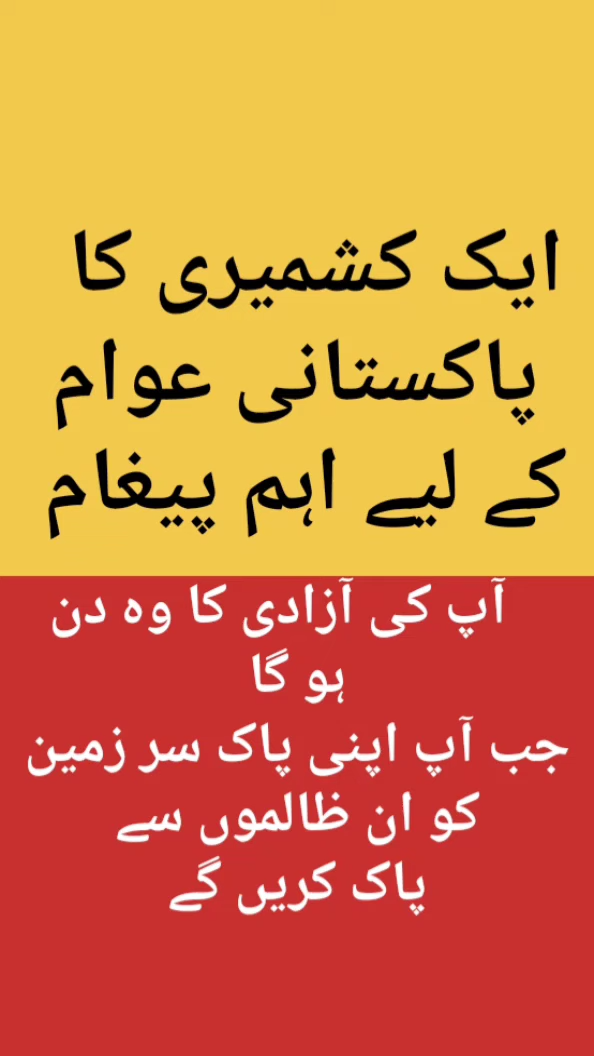 ایک کشمیری کا
پاکستانی عوام
کے لیے اہم پیغام
آپ کی آزادی کا وہ دن
ہو گا
جب آپ اپنی پاک سر زمین
کو ان ظالموں سے
پاک کریں گے